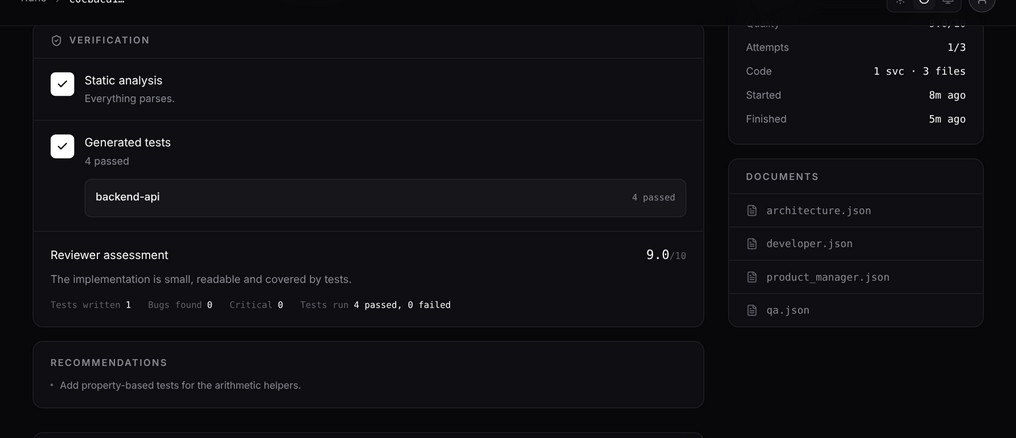 VERIFICATION
Static analysis
Everything parses.
Generated tests
4 passed
backend-api 4 passed
Reviewer assessment 9.0/10
The implementation is small, readable and covered by tests.
Tests written 1 Bugs found 0 Critical 0 Tests run 4 passed, 0 failed
RECOMMENDATIONS
• Add property-based tests for the arithmetic helpers.
Quality
Attempts 1/3
Code 1 svc · 3 files
Started 8m ago
Finished 5m ago
DOCUMENTS
architecture.json
developer.json
product_manager.json
qa.json